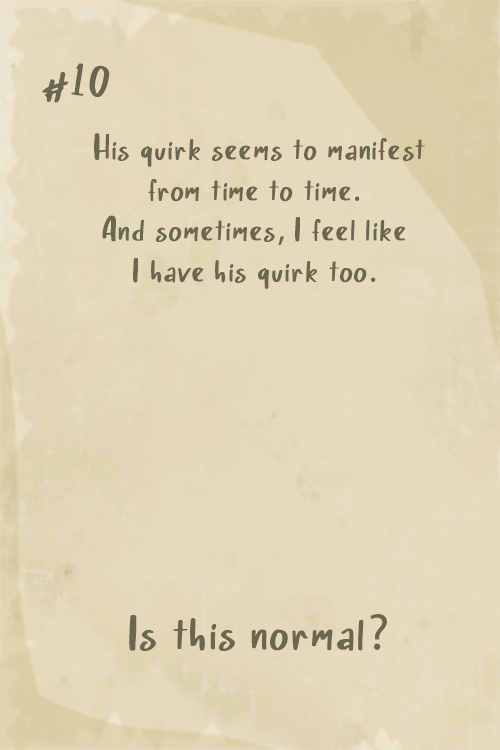 #10
His quirk seems to manifest
from time to time.
And sometimes, I feel like
I have his quirk too.
Is this normal?